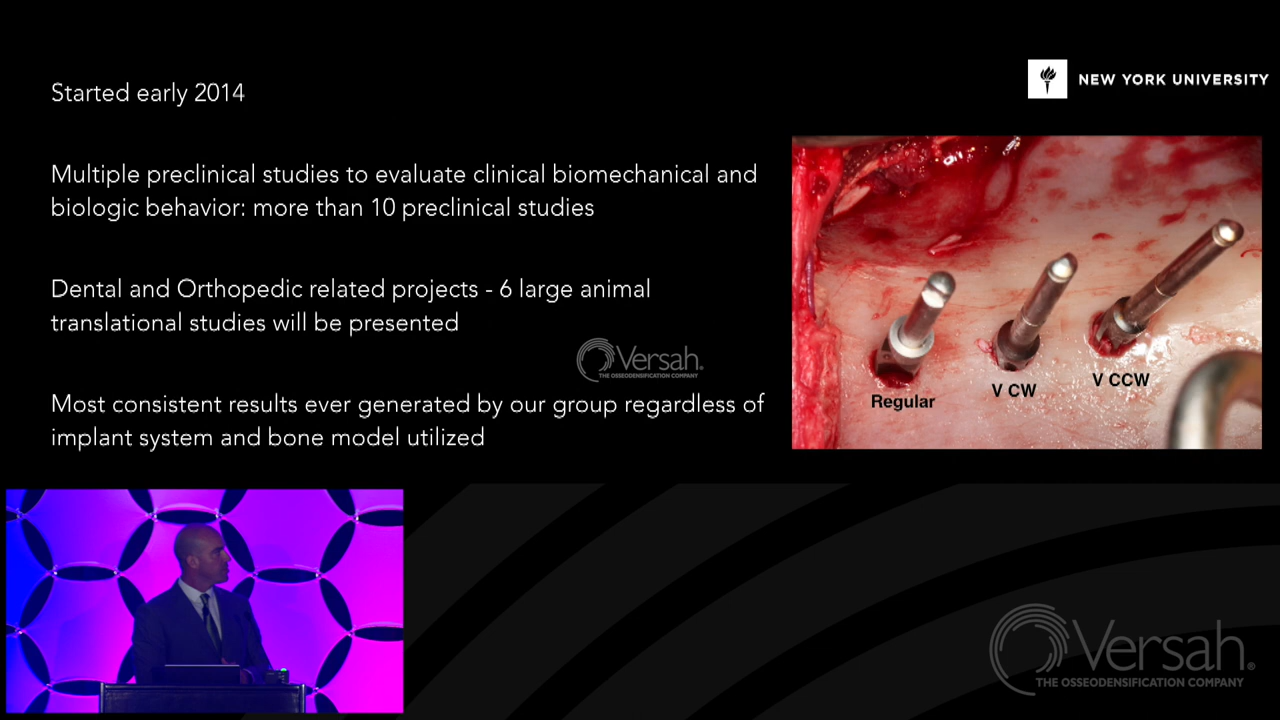 Started early 2014
NEW YORK UNIVERSITY
Multiple preclinical studies to evaluate clinical biomechanical and
biologic behavior: more than 10 preclinical studies
Dental and Orthopedic related projects - 6 large animal
translational studies will be presented
Versah®
THE OSSEODENSIFICATION COMPANY
Most consistent results ever generated by our group regardless of
implant system and bone model utilized
Regular
V CW
V CCW
Versah®
THE OSSEODENSIFICATION COMPANY